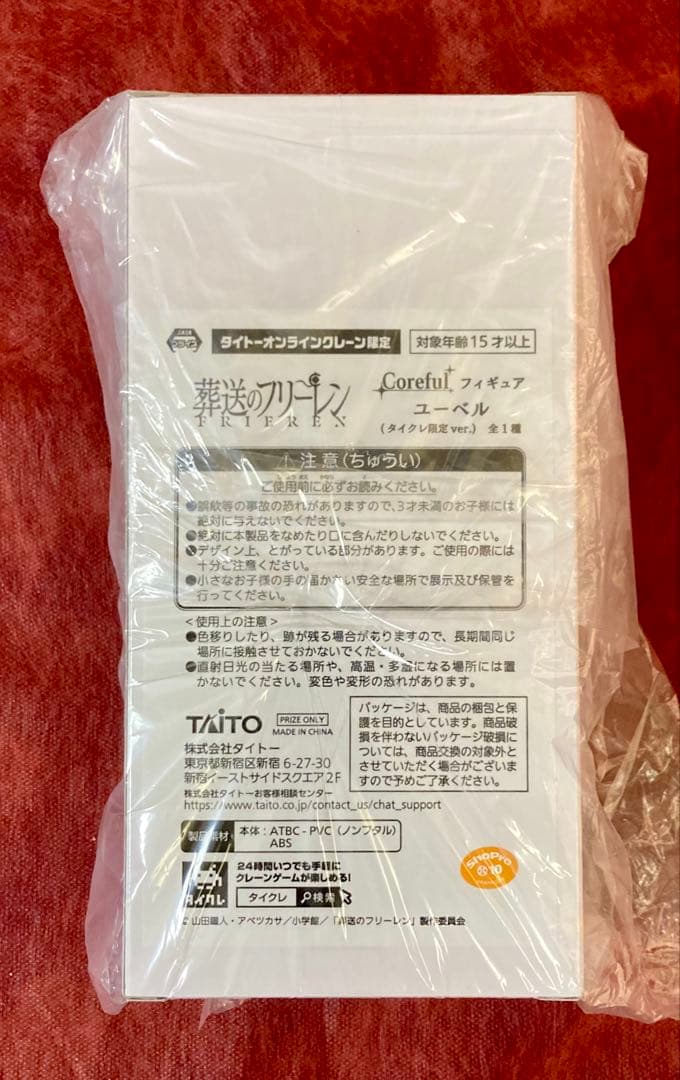 プライズ
タイトーオンラインクレーン限定
対象年齢15才以上
葬送のフリーレン
FRIEREN
Coreful フィギュア
ユーベル
(タイクレ限定ver.) 全1種
注意(ちゅうい)
ご使用前に必ずお読みください。
●誤飲等の事故の恐れがありますので、3才未満のお子様には
絶対に与えないでください。
●絶対に本製品をなめたり口に含んだりしないでください。
●デザイン上、とがっている部分があります。ご使用の際には
十分ご注意ください。
●小さなお子様の手の届かない安全な場所で展示及び保管を
行ってください。
<使用上の注意>
●色移りしたり、跡が残る場合がありますので、長期間同じ
場所に接触させておかないでください。
●直射日光の当たる場所や、高温・多湿になる場所には置
かないでください。変色や変形の恐れがあります。
TAITO
PRIZE ONLY
MADE IN CHINA
株式会社タイトー
東京都新宿区新宿6-27-30
新宿イーストサイドスクエア2F
株式会社タイトーお客様相談センター
https://www.taito.co.jp/contact_us/chat_support
パッケージは、商品の梱包と保
護を目的としています。商品破
損を伴わないパッケージ破損に
ついては、商品交換の対象外と
させていただく場合がございま
すので予めご了承ください。
製品素材
本体:ATBC-PVC(ノンフタル)
ABS
タイクレ
24時間いつでも手軽に
クレーンゲームが楽しめる!
タイクレ
検索
ShoPro
10
© 山田鐘人・アベツカサ/小学館/「葬送のフリーレン」製作委員会